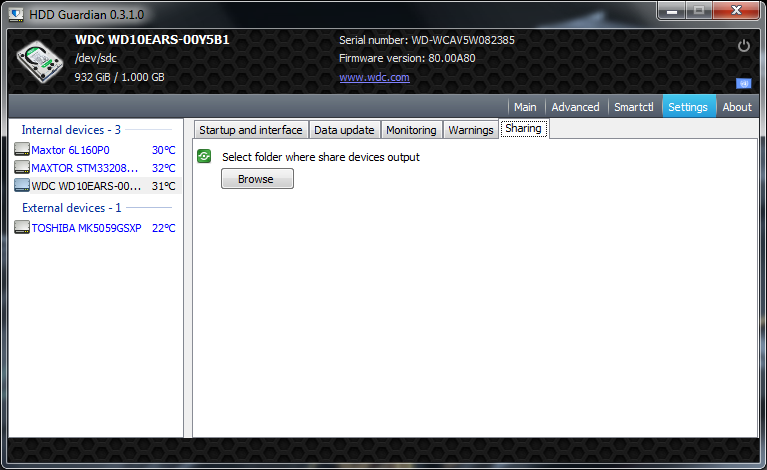 HDD Guardian 0.3.1.0
WDC WD10EARS-00Y5B1
/dev/sdc
932 GiB / 1.000 GB
Serial number: WD-WCAV5W082385
Firmware version: 80.00A80
www.wdc.com
Main Advanced Smartctl Settings About
Internal devices - 3
Maxtor 6L160P0 30°C
MAXTOR STM33208... 32°C
WDC WD10EARS-00... 31°C
External devices - 1
TOSHIBA MK5059GSXP 22°C
Startup and interface Data update Monitoring Warnings Sharing
Select folder where share devices output
Browse